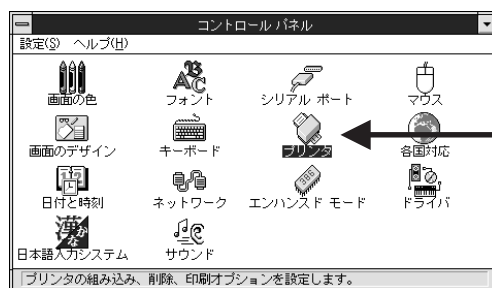 コントロール パネル
設定(S) ヘルプ(H)
画面の色 フォント シリアル ポート マウス
画面のデザイン キーボード プリンタ 各国対応
日付と時刻 ネットワーク エンハンスド モード ドライバ
日本語入力システム サウンド
プリンタの組み込み、削除、印刷オプションを設定します。